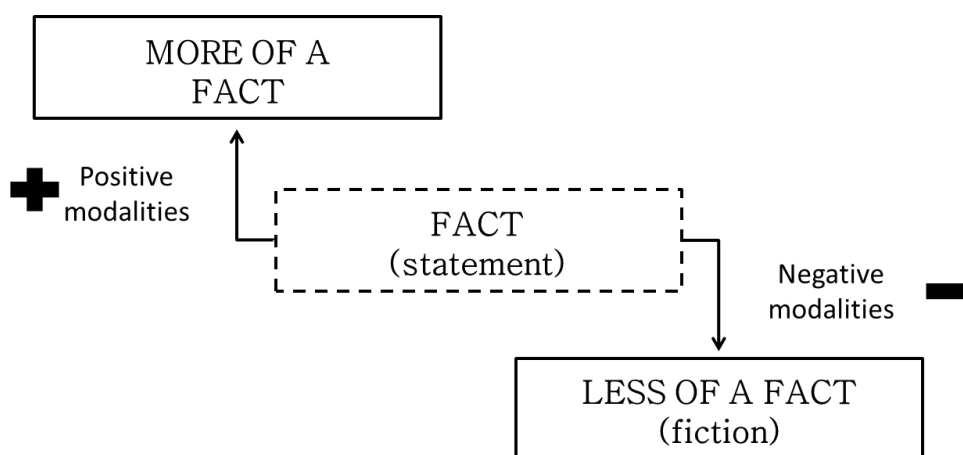 MORE OF A
FACT
Positive
modalities
FACT
(statement)
Negative
modalities
LESS OF A FACT
(fiction)